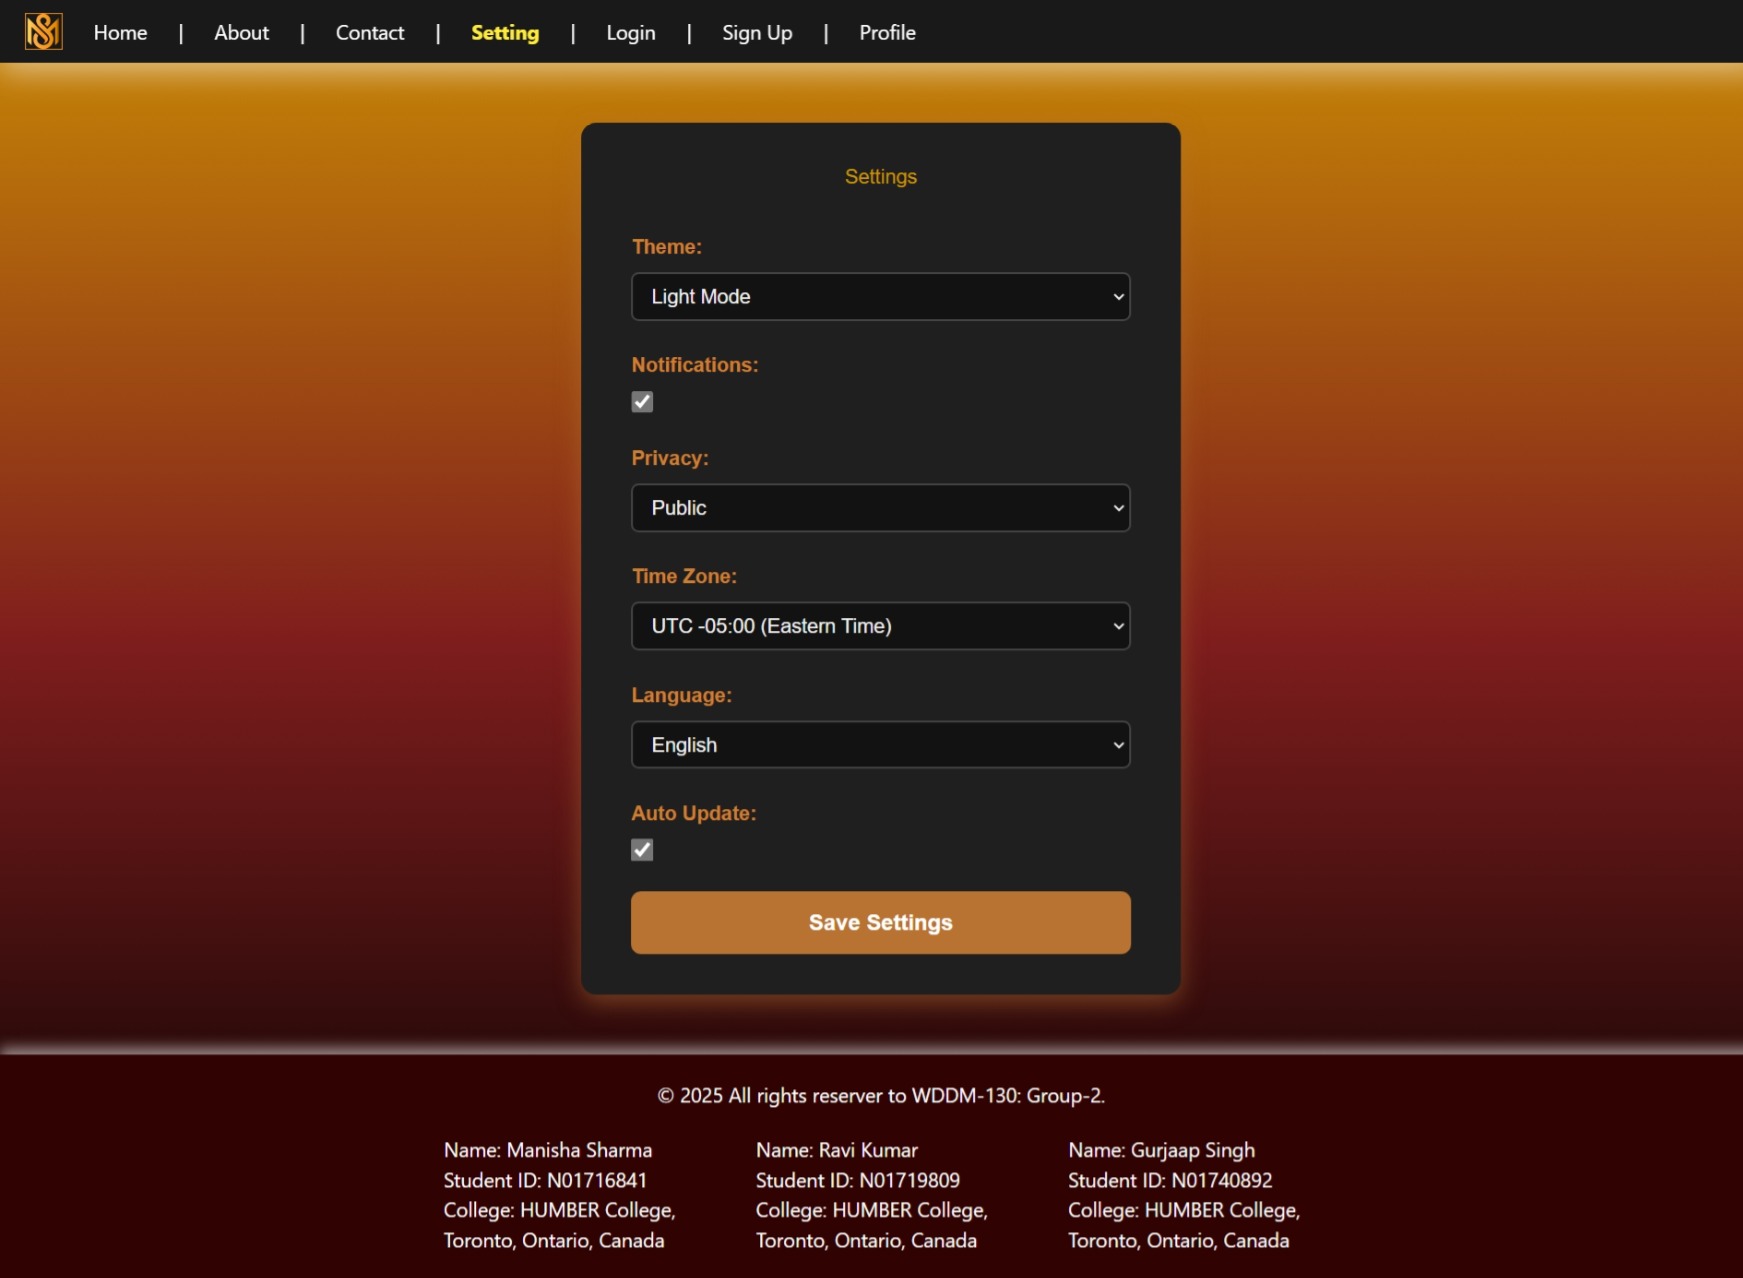 Home | About | Contact | Setting | Login | Sign Up | Profile
Settings
Theme:
Light Mode
Notifications:
Privacy:
Public
Time Zone:
UTC -05:00 (Eastern Time)
Language:
English
Auto Update:
Save Settings
© 2025 All rights reserver to WDDM-130: Group-2.
Name: Manisha Sharma
Student ID: N01716841
College: HUMBER College,
Toronto, Ontario, Canada
Name: Ravi Kumar
Student ID: N01719809
College: HUMBER College,
Toronto, Ontario, Canada
Name: Gurjaap Singh
Student ID: N01740892
College: HUMBER College,
Toronto, Ontario, Canada